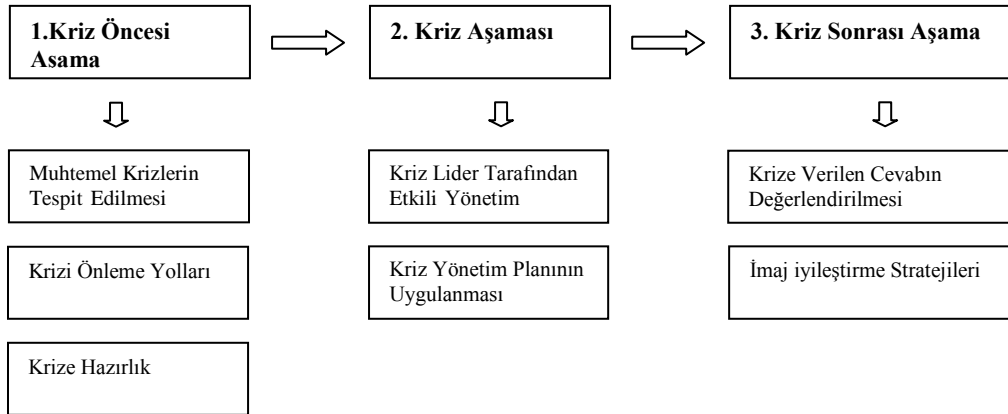 1.Kriz Öncesi
Asama
2. Kriz Aşaması
3. Kriz Sonrası Aşama
Muhtemel Krizlerin
Tespit Edilmesi
Kriz Lider Tarafından
Etkili Yönetim
Krize Verilen Cevabın
Değerlendirilmesi
Krizi Önleme Yolları
Kriz Yönetim Planının
Uygulanması
İmaj iyileştirme Stratejileri
Krize Hazırlık